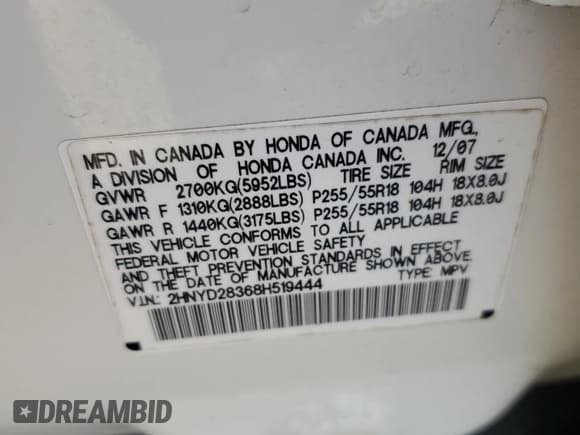 MFD. IN CANADA BY HONDA OF CANADA MFG.,
A DIVISION OF HONDA CANADA INC. 12/07
GVWR 2700KG(5952LBS) TIRE SIZE RIM SIZE
GAWR F 1310KG(2888LBS) P255/55R18 104H 18X8.0J
GAWR R 1440KG(3175LBS) P255/55R18 104H 18X8.0J
THIS VEHICLE CONFORMS TO ALL APPLICABLE
FEDERAL MOTOR VEHICLE SAFETY
AND THEFT PREVENTION STANDARDS IN EFFECT
ON THE DATE OF MANUFACTURE SHOWN ABOVE.
V.I.N.: 2HNYD28368H519444 TYPE: MPV
DREAMBID